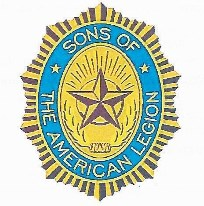 SONS OF
THE AMERICAN LEGION